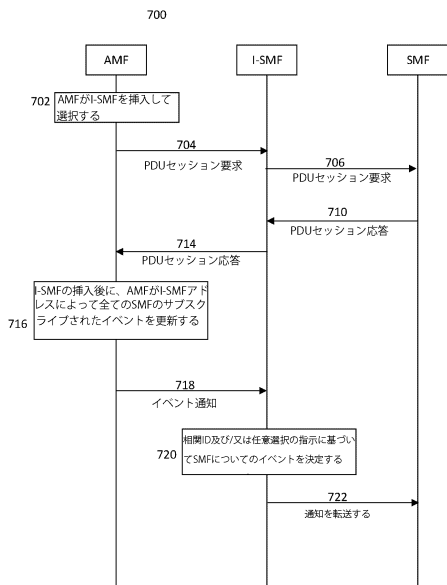 700
AMF
I-SMF
SMF
702
AMFがI-SMFを挿入して
選択する
704
PDUセッション要求
706
PDUセッション要求
710
PDUセッション応答
714
PDUセッション応答
716
I-SMFの挿入後に、AMFがI-SMFアド
レスによって全てのSMFのサブスク
ライブされたイベントを更新する
718
イベント通知
720
相関ID及び/又は任意選択の指示に基づい
てSMFについてのイベントを決定する
722
通知を転送する